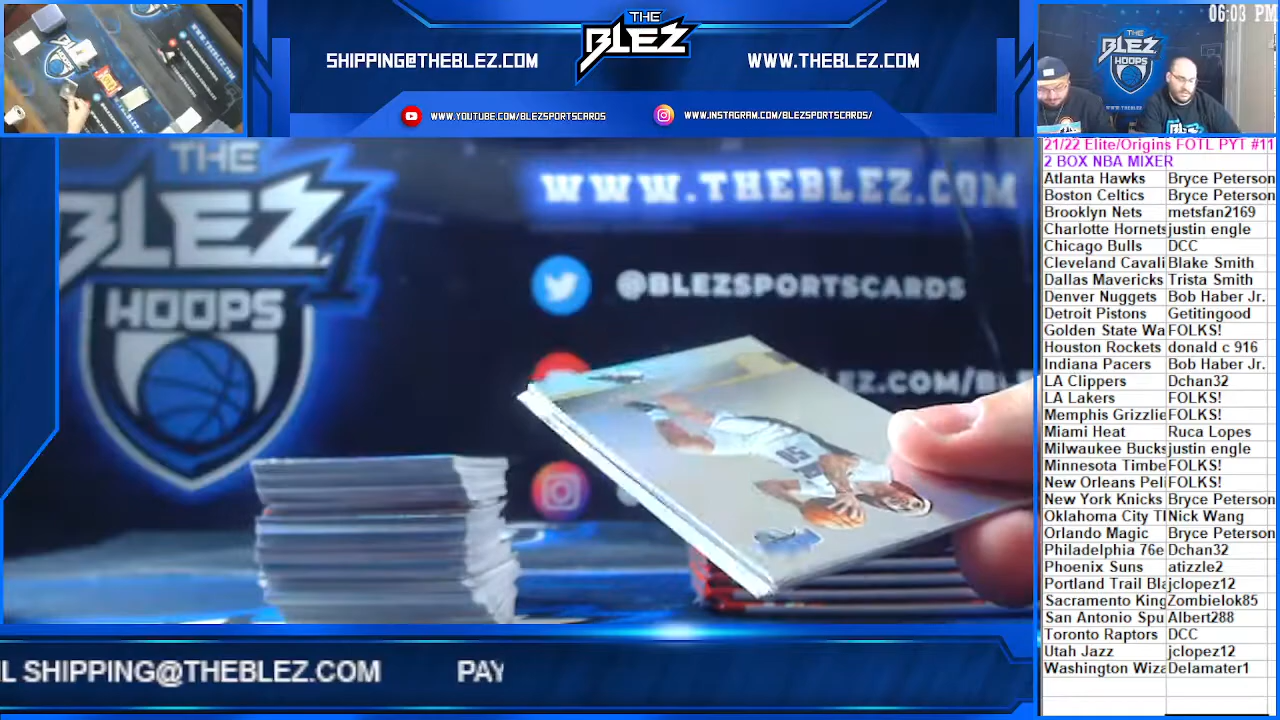 06:03 PM
THE
BLEZ
SHIPPING@THEBLEZ.COM
WWW.THEBLEZ.COM
WWW.YOUTUBE.COM/BLEZSPORTSCARDS
WWW.INSTAGRAM.COM/BLEZSPORTSCARDS/
THE
BLEZ
HOOPS
THE
BLEZ
HOOPS
WWW.THEBLEZ.COM
@BLEZSPORTSCARDS
EZ.COM/BL
21/22 Elite/Origins FOTL PYT #11
2 BOX NBA MIXER
Atlanta Hawks Bryce Peterson
Boston Celtics Bryce Peterson
Brooklyn Nets metsfan2169
Charlotte Hornets justin engle
Chicago Bulls DCC
Cleveland Cavali Blake Smith
Dallas Mavericks Trista Smith
Denver Nuggets Bob Haber Jr.
Detroit Pistons Getitingood
Golden State Wa FOLKS!
Houston Rockets donald c 916
Indiana Pacers Bob Haber Jr.
LA Clippers Dchan32
LA Lakers FOLKS!
Memphis Grizzlie FOLKS!
Miami Heat Ruca Lopes
Milwaukee Bucks justin engle
Minnesota Timbe FOLKS!
New Orleans Peli FOLKS!
New York Knicks Bryce Peterson
Oklahoma City Tl Nick Wang
Orlando Magic Bryce Peterson
Philadelphia 76e Dchan32
Phoenix Suns atizzle2
Portland Trail Bla jclopez12
Sacramento King Zombielok85
San Antonio Spu Albert288
Toronto Raptors DCC
Utah Jazz jclopez12
Washington Wiza Delamater1
L SHIPPING@THEBLEZ.COM PAY